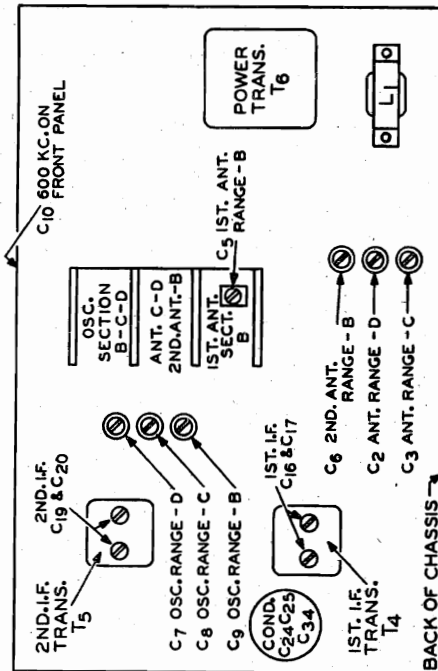 C10 600 KC. ON
FRONT PANEL
2ND. I.F.
TRANS.
T5
2ND. I.F.
C19 & C20
OSC.
SECTION
B-C-D
ANT. C-D
2ND. ANT.-B
1ST. ANT.
SECT.
B
C5 1ST. ANT.
RANGE-B
POWER
TRANS.
T6
C7 OSC. RANGE-D
C8 OSC. RANGE-C
C9 OSC. RANGE-B
COND.
C24 C25
C34
1ST. I.F.
C16 & C17
1ST. I.F.
TRANS.
T4
C6 2ND. ANT.
RANGE-B
C2 ANT. RANGE-D
C3 ANT. RANGE-C
L1
BACK OF CHASSIS